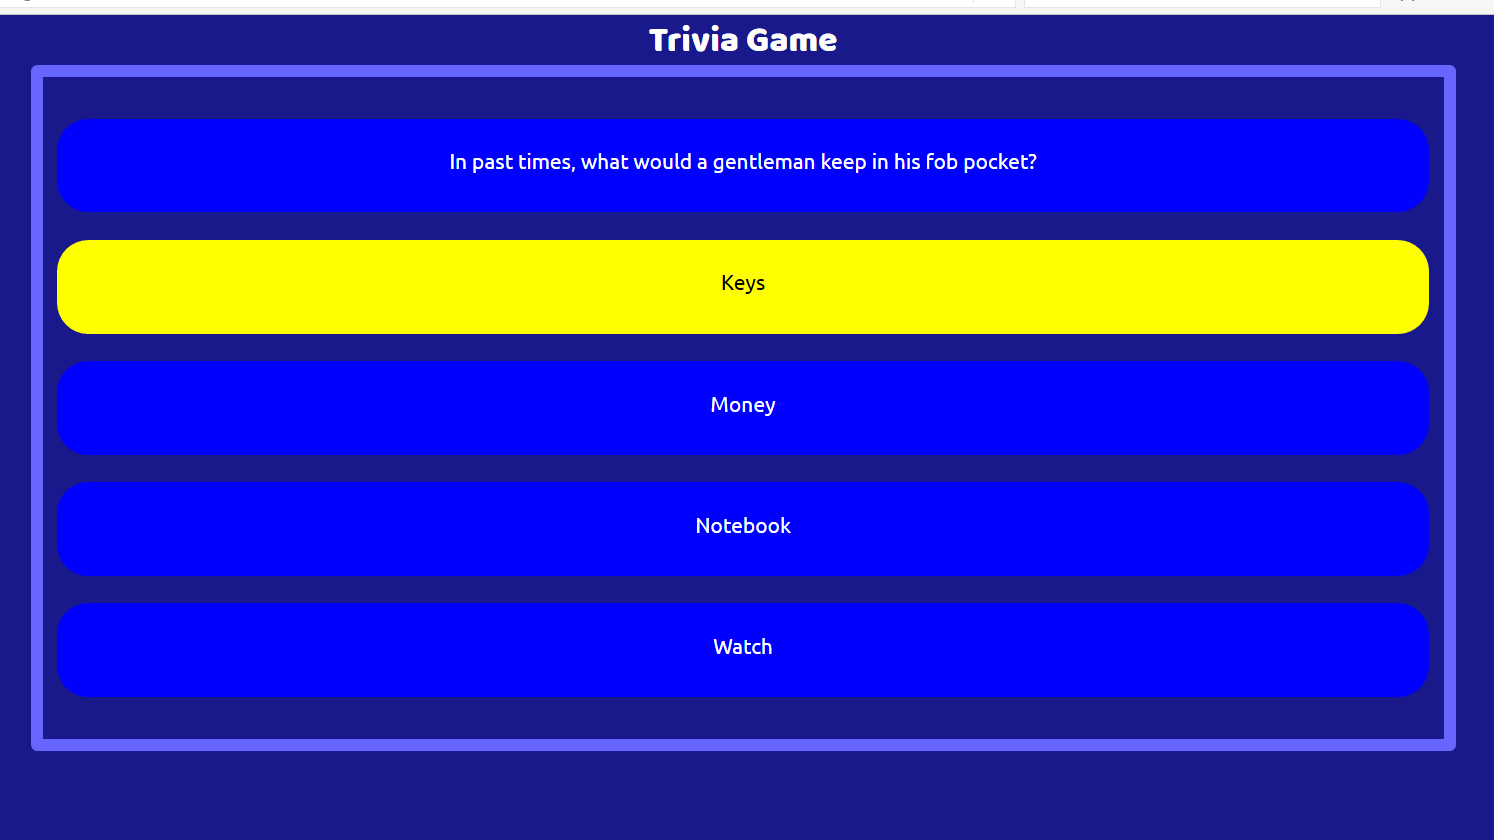 Trivia Game
In past times, what would a gentleman keep in his fob pocket?
Keys
Money
Notebook
Watch